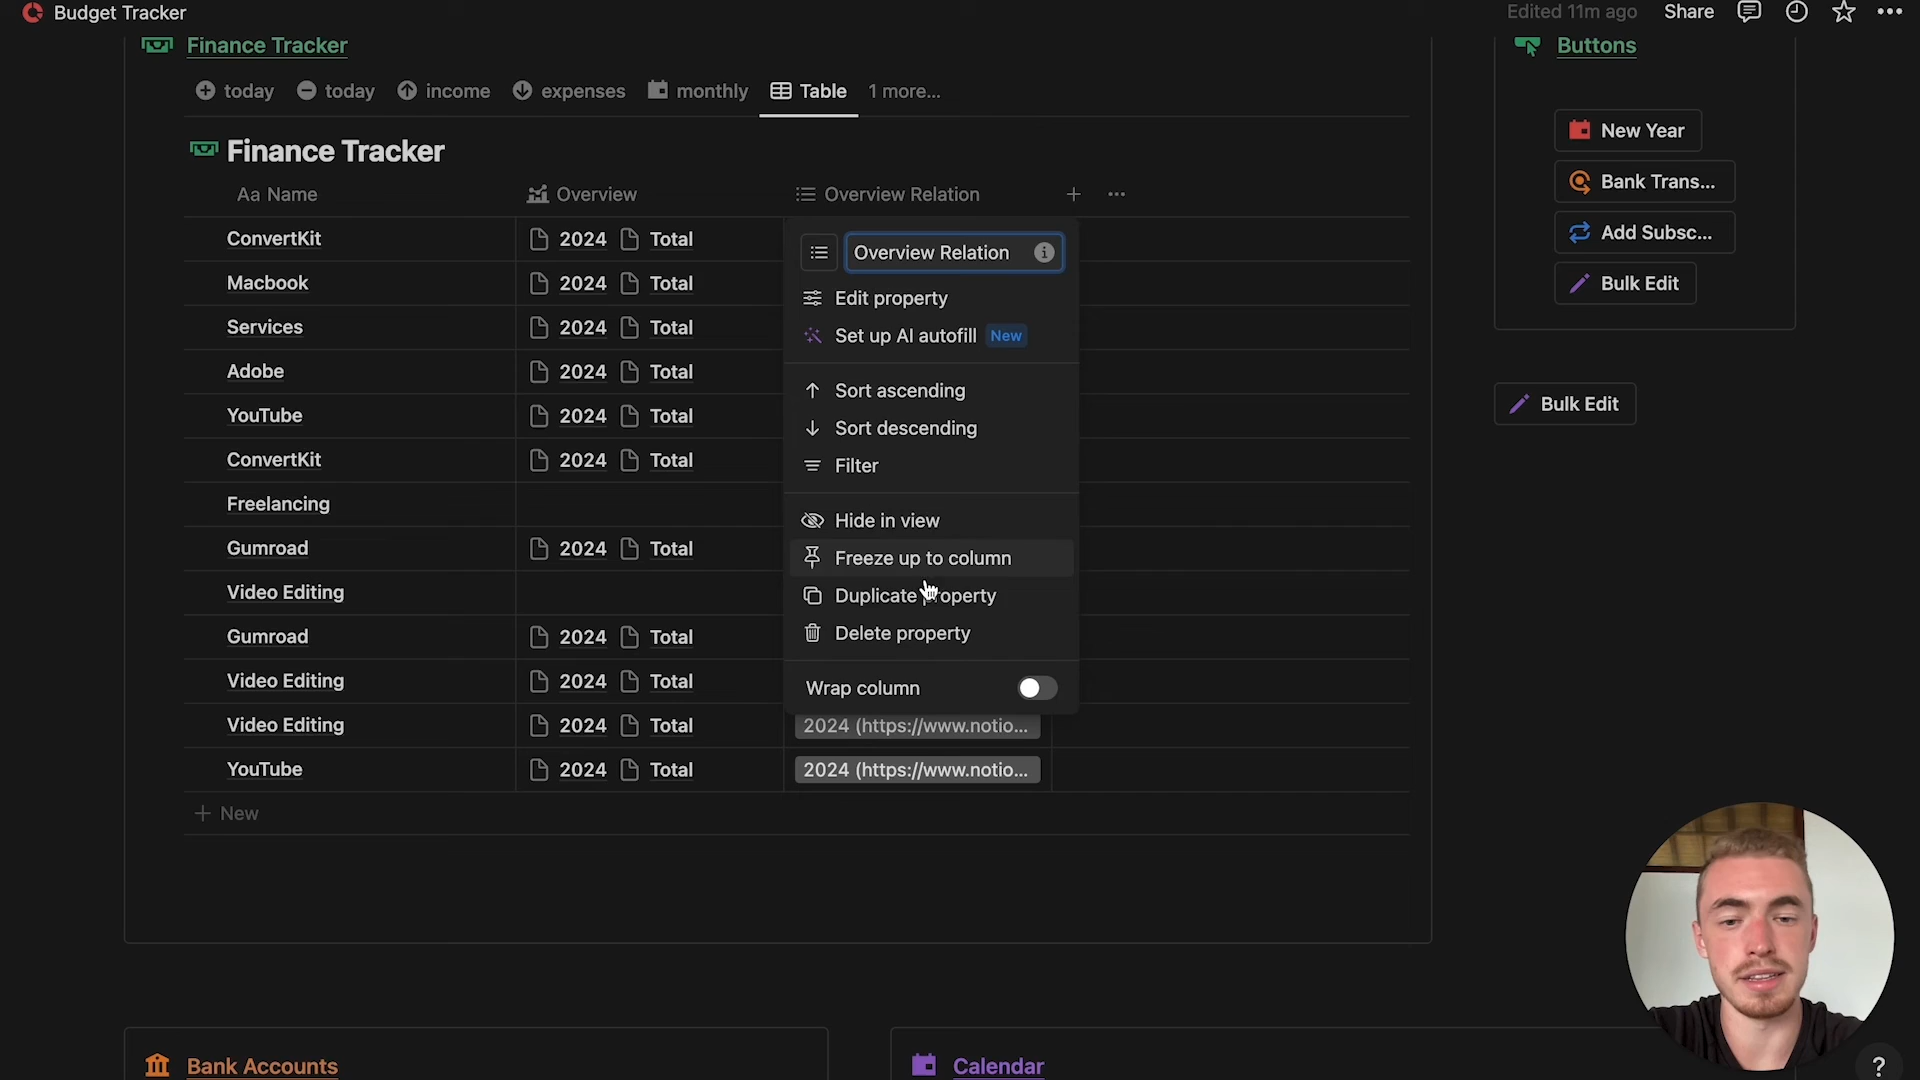 Budget Tracker
Edited 11m ago Share
Finance Tracker
Buttons
today today income expenses monthly Table 1 more...
Finance Tracker
Aa Name Overview Overview Relation
ConvertKit 2024 Total
Macbook 2024 Total
Services 2024 Total
Adobe 2024 Total
YouTube 2024 Total
ConvertKit 2024 Total
Freelancing
Gumroad 2024 Total
Video Editing
Gumroad 2024 Total
Video Editing 2024 Total
Video Editing 2024 Total 2024 (https://www.notio...
YouTube 2024 Total 2024 (https://www.notio...
+ New
Overview Relation
Edit property
Set up AI autofill New
Sort ascending
Sort descending
Filter
Hide in view
Freeze up to column
Duplicate property
Delete property
Wrap column
New Year
Bank Trans...
Add Subsc...
Bulk Edit
Bulk Edit
Bank Accounts
Calendar
?